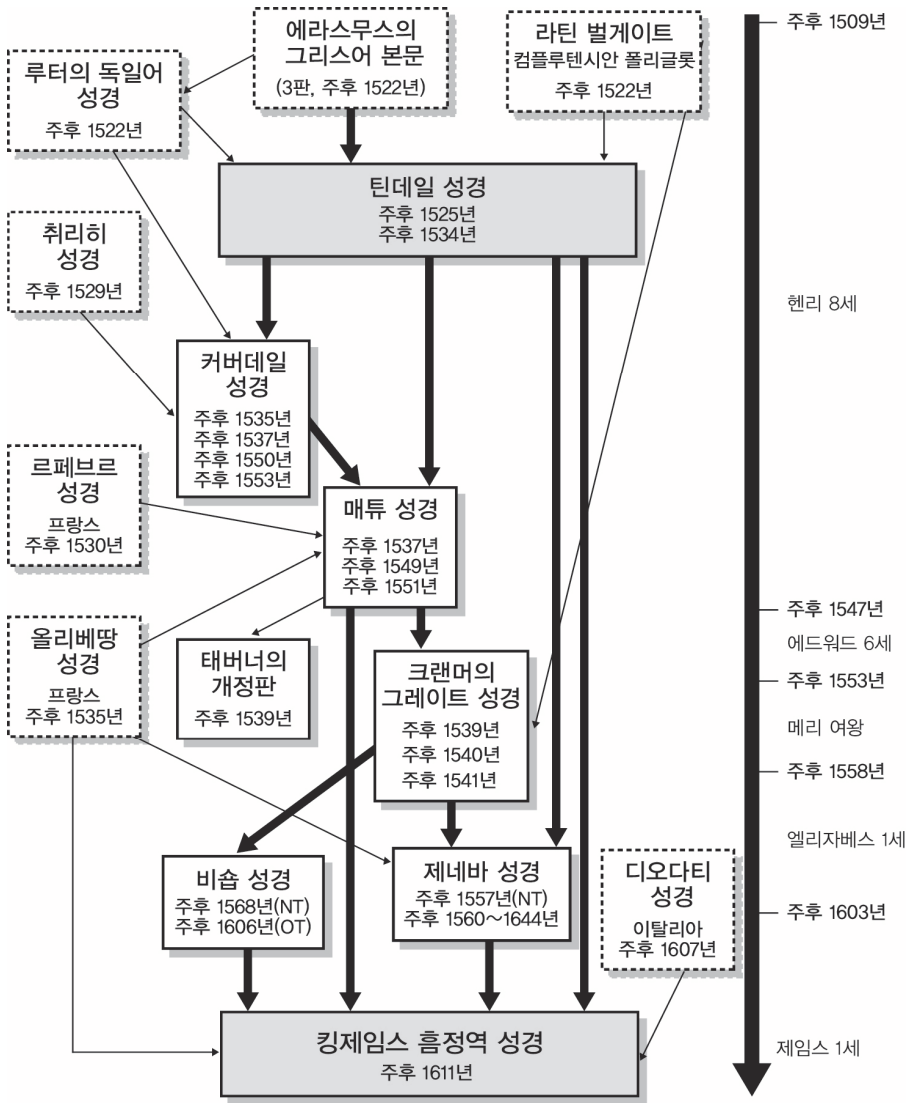 에라스무스의
그리스어 본문
(3판, 주후 1522년)
라틴 벌게이트
컴플루텐시안 폴리글롯
주후 1522년
주후 1509년
루터의 독일어
성경
주후 1522년
틴데일 성경
주후 1525년
주후 1534년
취리히
성경
주후 1529년
헨리 8세
커버데일
성경
주후 1535년
주후 1537년
주후 1550년
주후 1553년
르페브르
성경
프랑스
주후 1530년
매튜 성경
주후 1537년
주후 1549년
주후 1551년
주후 1547년
에드워드 6세
올리베땅
성경
프랑스
주후 1535년
태버너의
개정판
주후 1539년
크랜머의
그레이트 성경
주후 1539년
주후 1540년
주후 1541년
주후 1553년
메리 여왕
주후 1558년
엘리자베스 1세
비숍 성경
주후 1568년(NT)
주후 1606년(OT)
제네바 성경
주후 1557년(NT)
주후 1560~1644년
디오다티
성경
이탈리아
주후 1607년
주후 1603년
킹제임스 흠정역 성경
주후 1611년
제임스 1세